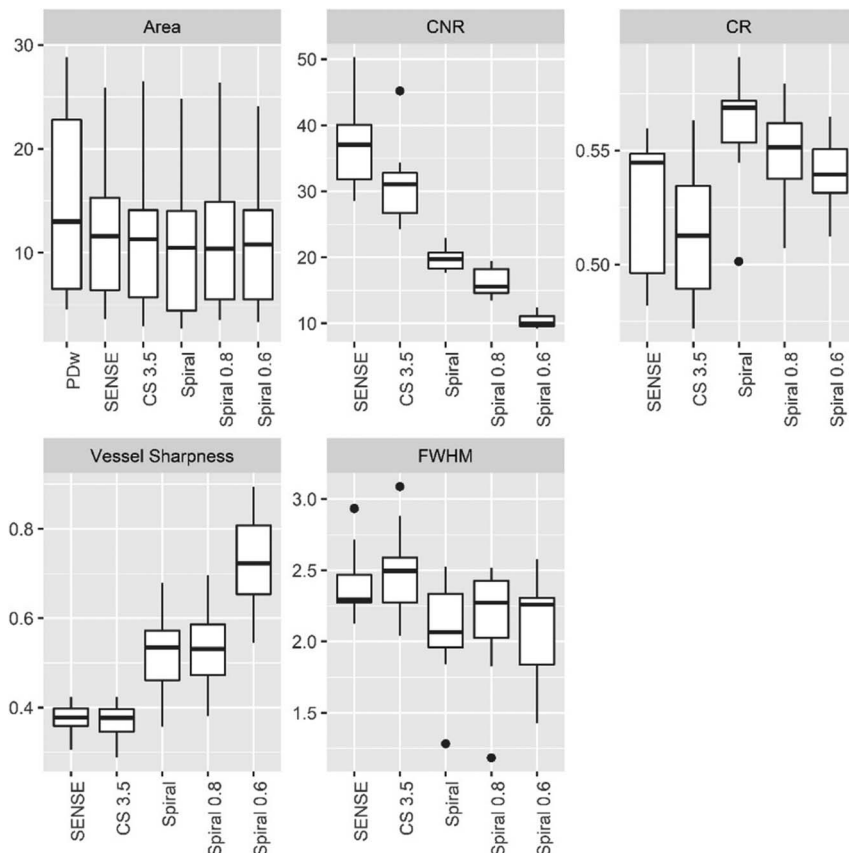 Area
30
20
10
PDw
SENSE
CS 3.5
Spiral
Spiral 0.8
Spiral 0.6
CNR
50
40
30
20
10
SENSE
CS 3.5
Spiral
Spiral 0.8
Spiral 0.6
CR
0.55
0.50
SENSE
CS 3.5
Spiral
Spiral 0.8
Spiral 0.6
Vessel Sharpness
0.8
0.6
0.4
SENSE
CS 3.5
Spiral
Spiral 0.8
Spiral 0.6
FWHM
3.0
2.5
2.0
1.5
SENSE
CS 3.5
Spiral
Spiral 0.8
Spiral 0.6